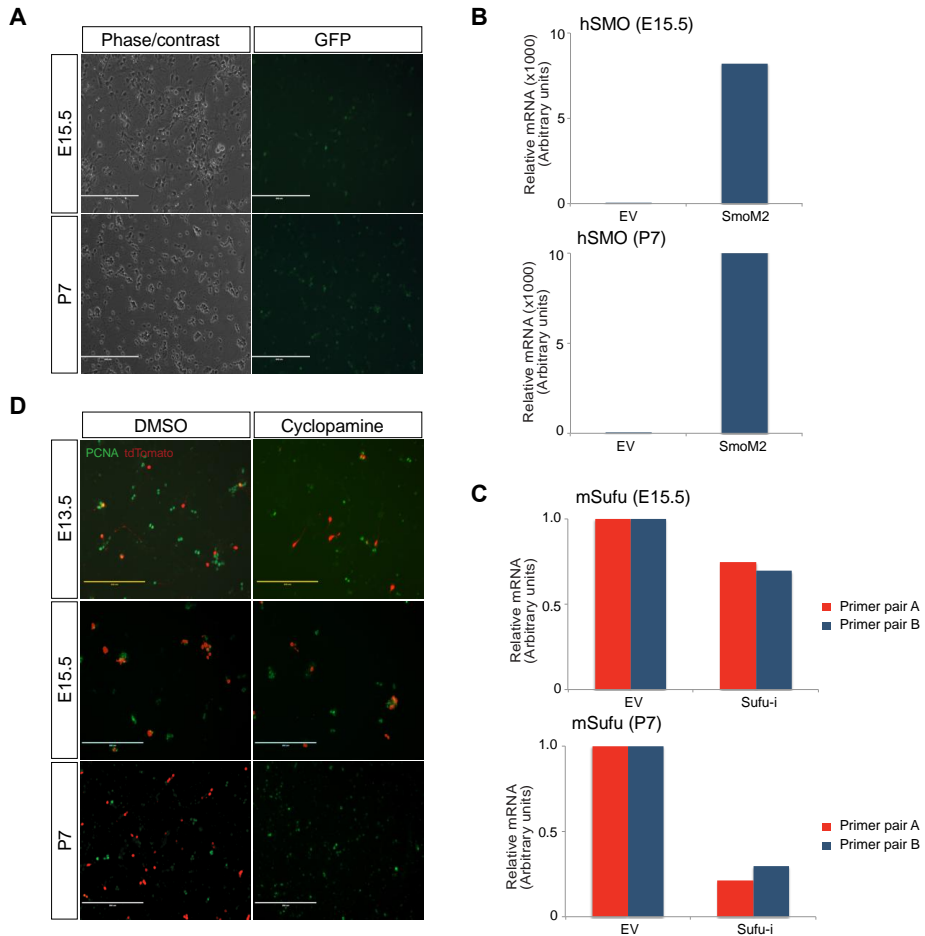 A
Phase/contrast
GFP
E15.5
P7
B
hSMO (E15.5)
Relative mRNA (x1000)
(Arbitrary units)
10
5
0
EV
SmoM2
hSMO (P7)
Relative mRNA (x1000)
(Arbitrary units)
10
5
0
EV
SmoM2
D
DMSO
Cyclopamine
PCNA tdTomato
E13.5
E15.5
P7
C
mSufu (E15.5)
Relative mRNA
(Arbitrary units)
1.0
0.5
0
EV
Sufu-i
Primer pair A
Primer pair B
mSufu (P7)
Relative mRNA
(Arbitrary units)
1.0
0.5
0
EV
Sufu-i
Primer pair A
Primer pair B